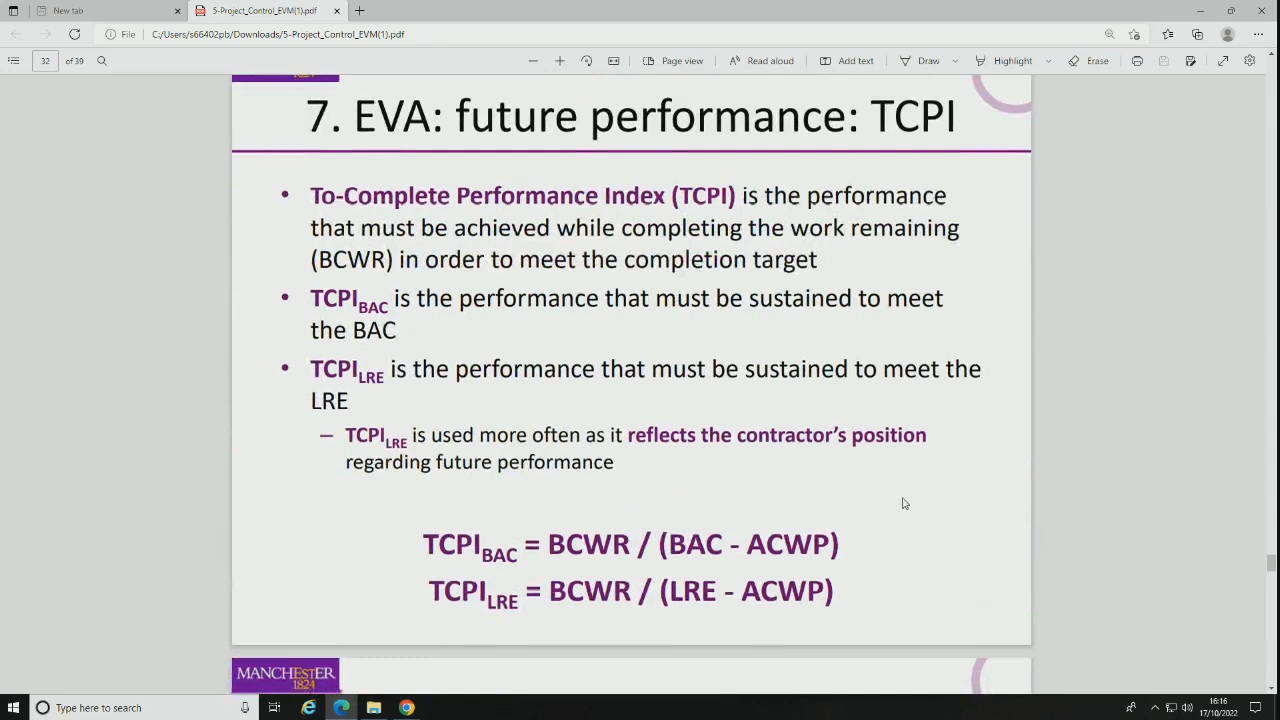 New tab
5-Project_Control_EVM(1).pdf
File
C:/Users/s66402pb/Downloads/5-Project_Control_EVM(1).pdf
32 of 39
Page view
Read aloud
Add text
Draw
Highlight
Erase
7. EVA: future performance: TCPI
• To-Complete Performance Index (TCPI) is the performance
that must be achieved while completing the work remaining
(BCWR) in order to meet the completion target
• TCPI_BAC is the performance that must be sustained to meet
the BAC
• TCPI_LRE is the performance that must be sustained to meet the
LRE
– TCPI_LRE is used more often as it reflects the contractor's position
regarding future performance
TCPI_BAC = BCWR / (BAC - ACWP)
TCPI_LRE = BCWR / (LRE - ACWP)
MANCHESTER
1824
Type here to search
16:16
17/10/2022